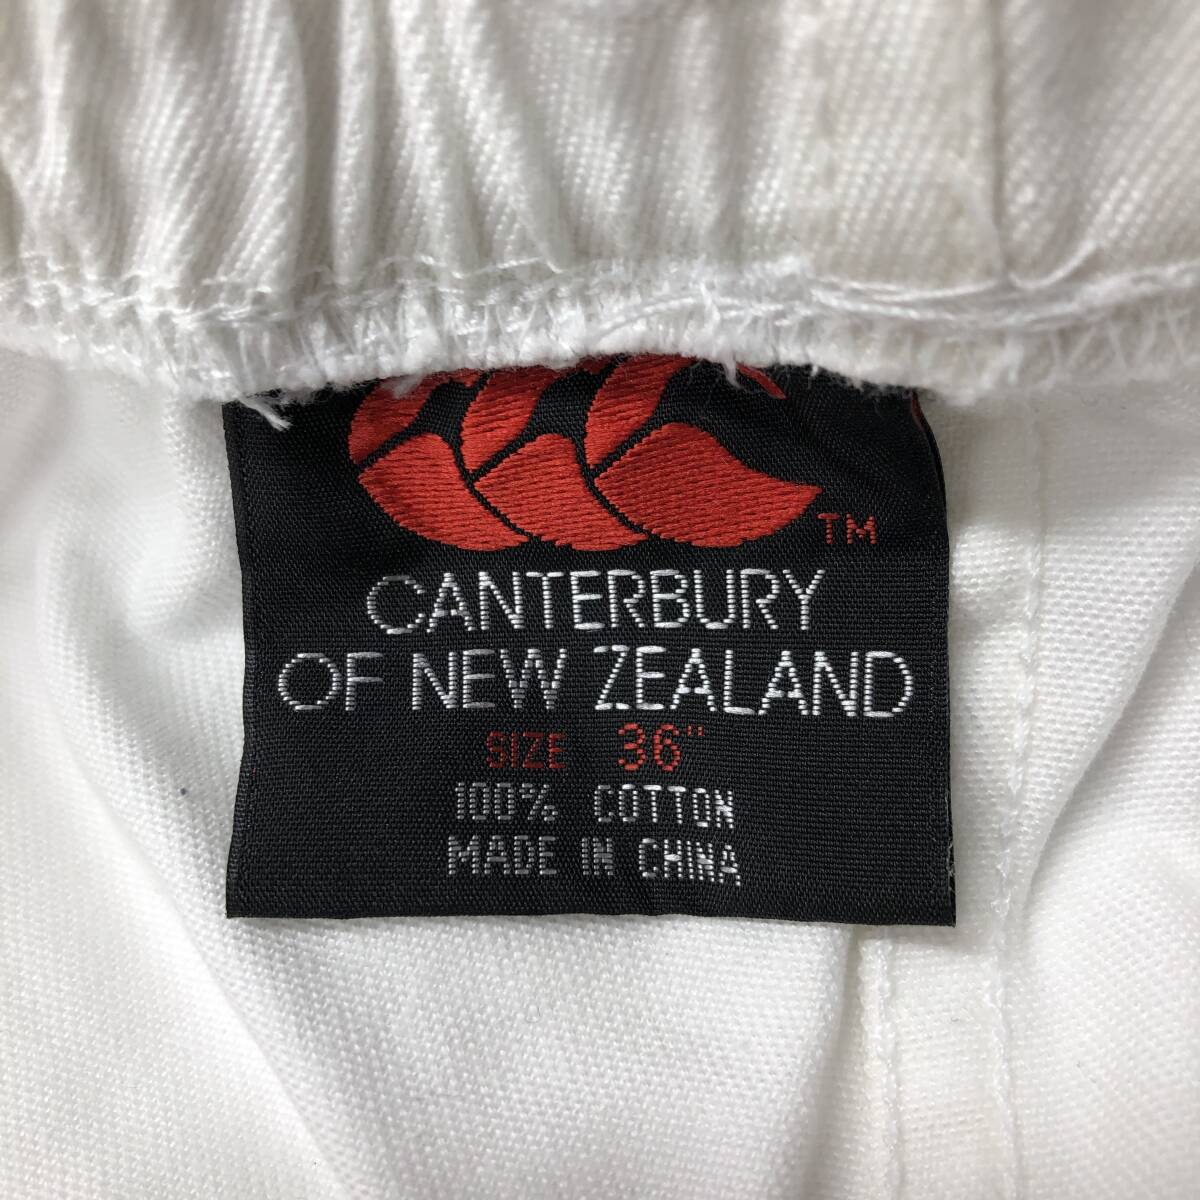 TM
CANTERBURY
OF NEW ZEALAND
SIZE 36"
100% COTTON
MADE IN CHINA